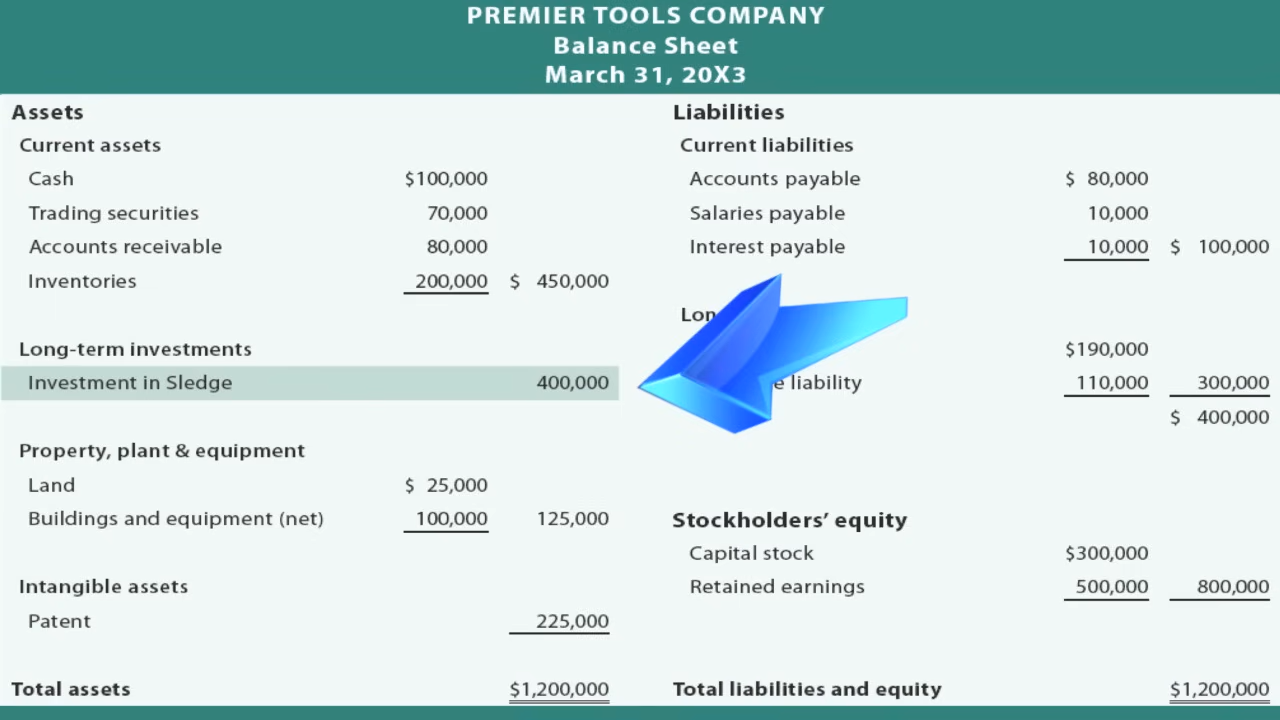 PREMIER TOOLS COMPANY
Balance Sheet
March 31, 20X3
Assets
Current assets
Cash $100,000
Trading securities 70,000
Accounts receivable 80,000
Inventories 200,000 $ 450,000
Long-term investments
Investment in Sledge 400,000
Property, plant & equipment
Land $ 25,000
Buildings and equipment (net) 100,000 125,000
Intangible assets
Patent 225,000
Total assets $1,200,000
Liabilities
Current liabilities
Accounts payable $ 80,000
Salaries payable 10,000
Interest payable 10,000 $ 100,000
$190,000
liability 110,000 300,000
$ 400,000
Stockholders’ equity
Capital stock $300,000
Retained earnings 500,000 800,000
Total liabilities and equity $1,200,000